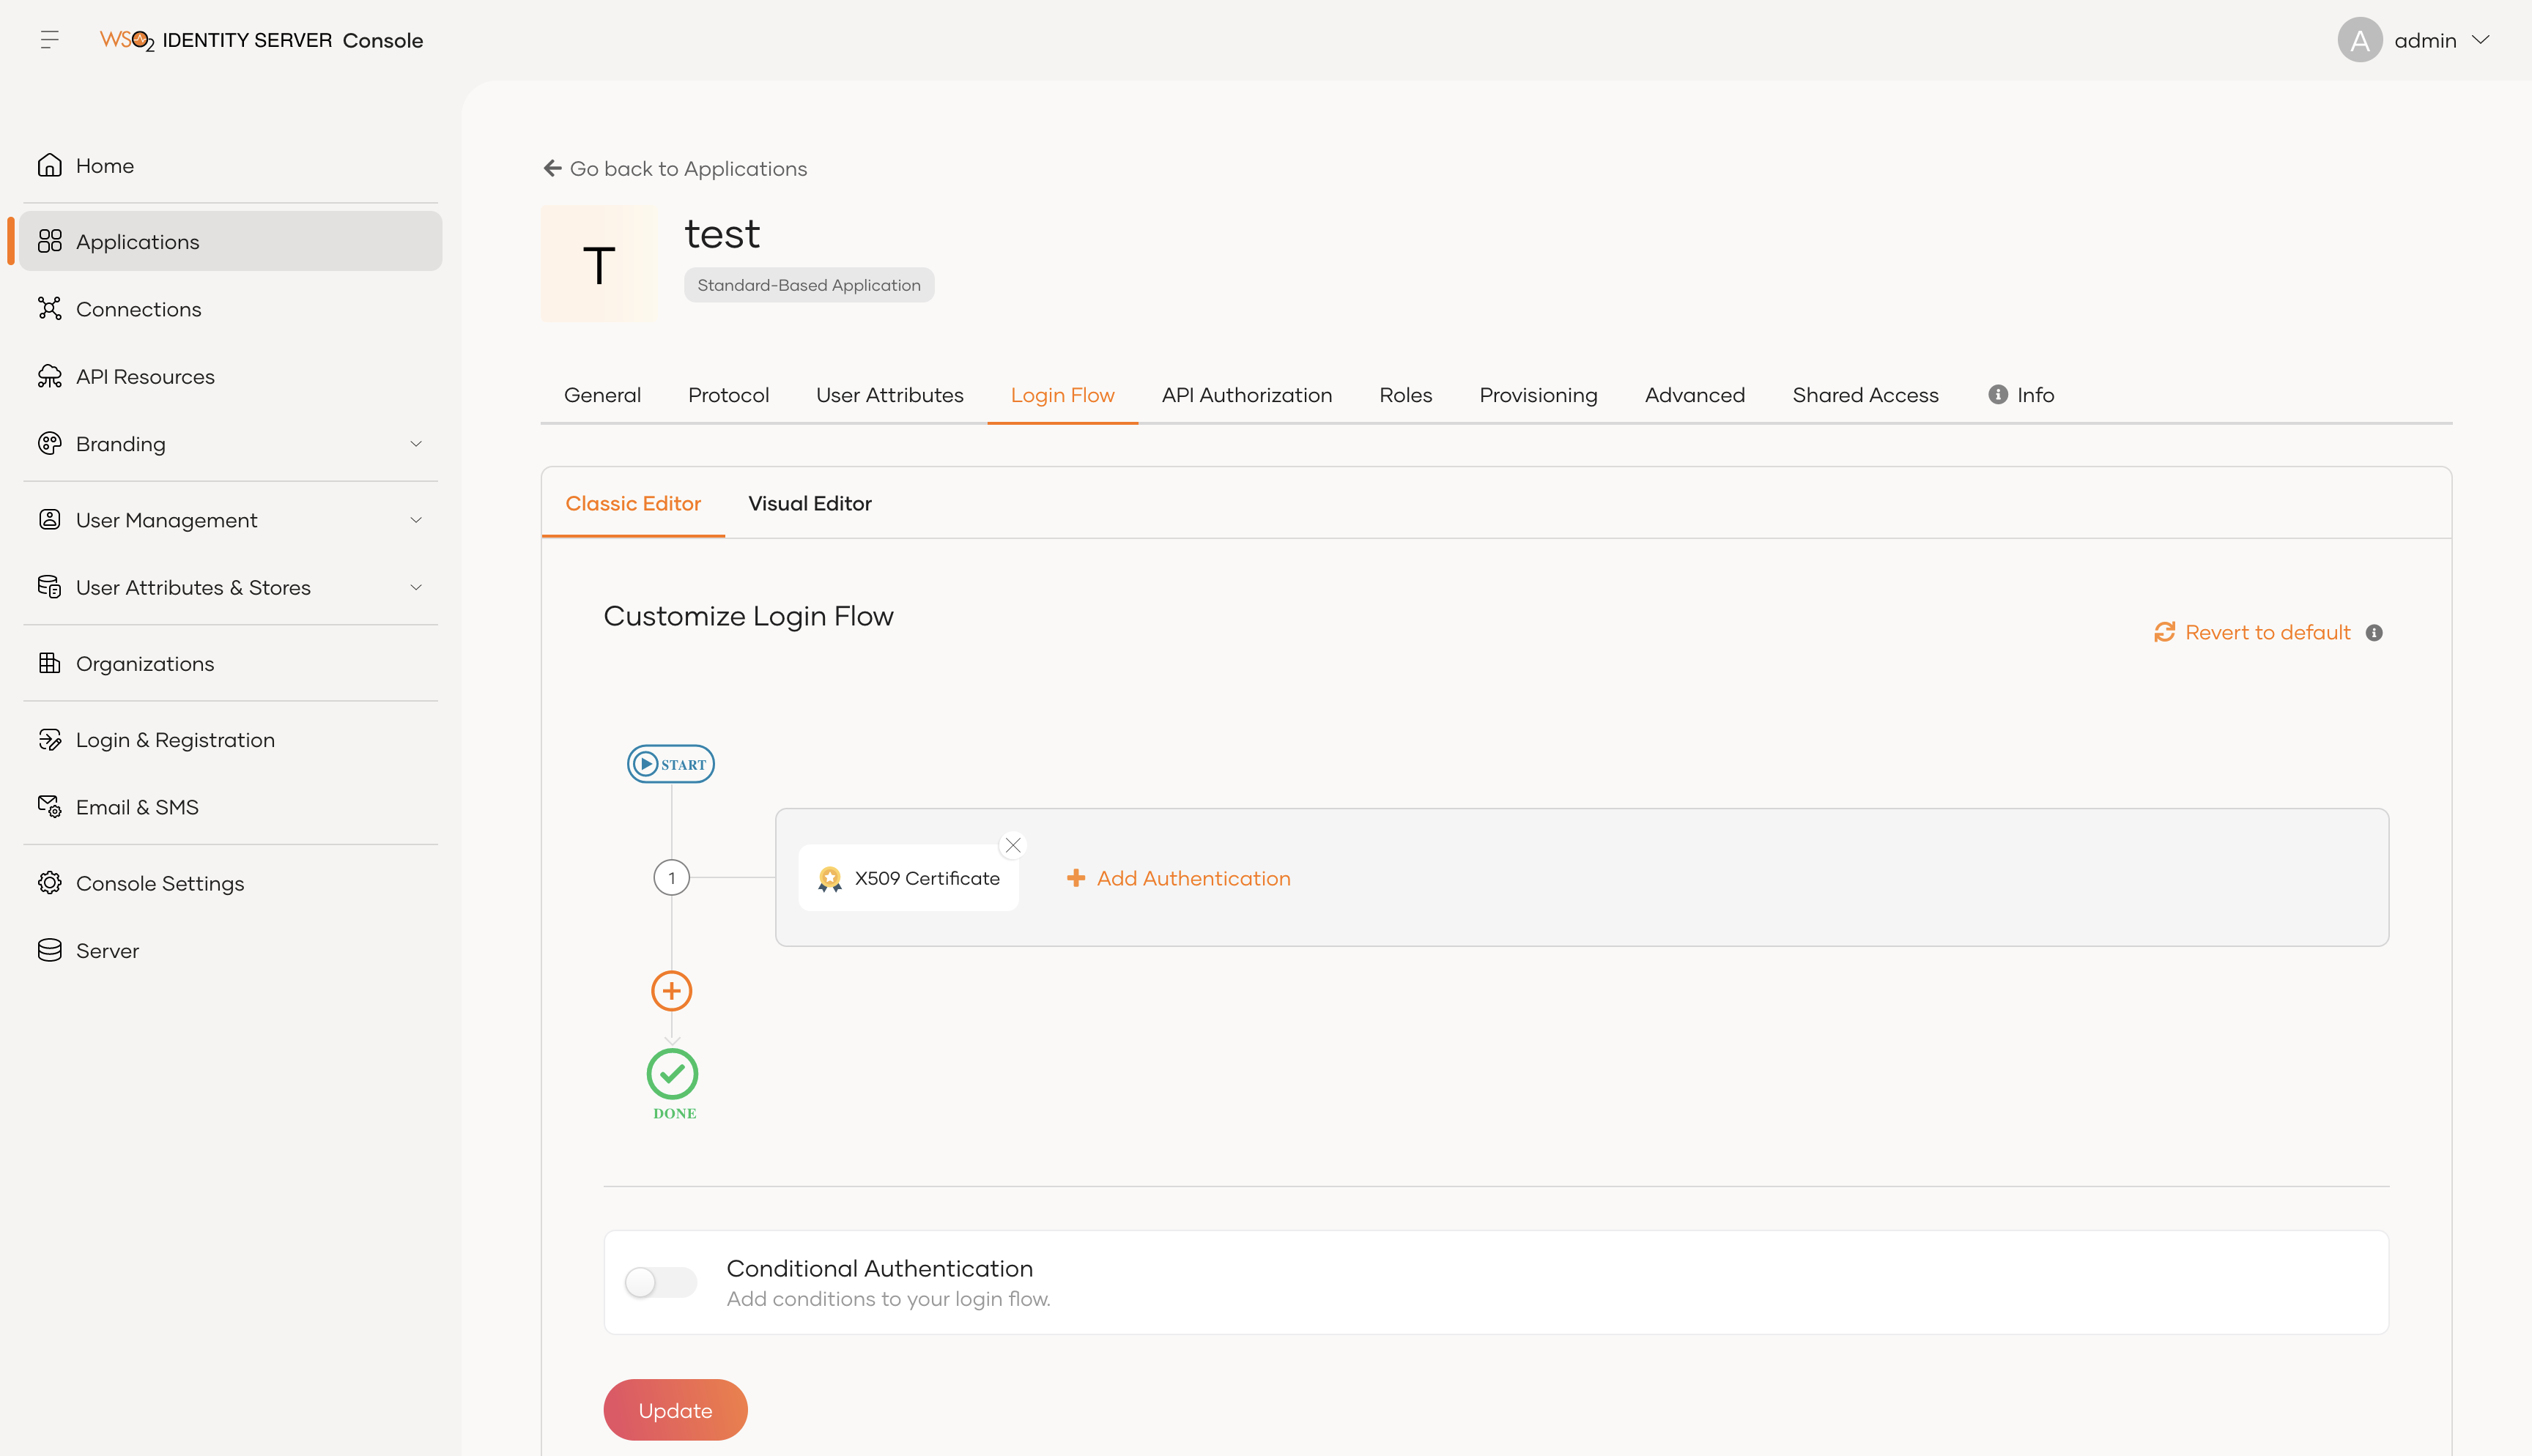 WSO2 IDENTITY SERVER Console
A admin
Home
Applications
Connections
API Resources
Branding
User Management
User Attributes & Stores
Organizations
Login & Registration
Email & SMS
Console Settings
Server
Go back to Applications
T
test
Standard-Based Application
General Protocol User Attributes Login Flow API Authorization Roles Provisioning Advanced Shared Access Info
Classic Editor Visual Editor
Customize Login Flow
Revert to default
START
1
X509 Certificate
Add Authentication
DONE
Conditional Authentication
Add conditions to your login flow.
Update